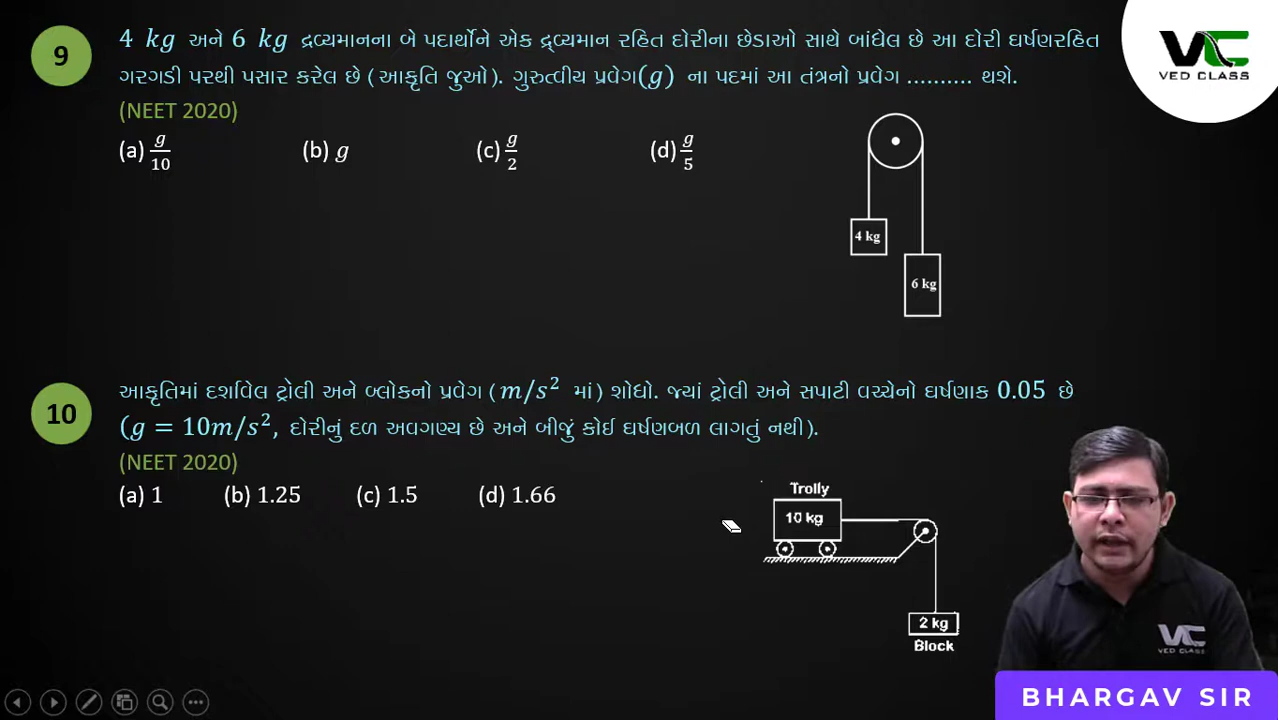 9
4 kg અને 6 kg દ્રવ્યમાનના બે પદાર્થોને એક દ્રવ્યમાન રહિત દોરીના છેડાઓ સાથે બાંધેલ છે આ દોરી ઘર્ષણરહિત
ગરગડી પરથી પસાર કરેલ છે (આકૃતિ જુઓ). ગુરુત્વીય પ્રવેગ(g) ના પદમાં આ તંત્રનો પ્રવેગ .......... થશે.
(NEET 2020)
(a) g/10 (b) g (c) g/2 (d) g/5
4 kg
6 kg
VC
VED CLASS
10
આકૃતિમાં દર્શાવેલ ટ્રોલી અને બ્લોકનો પ્રવેગ (m/s² માં) શોધો. જ્યાં ટ્રોલી અને સપાટી વચ્ચેનો ઘર્ષણાક 0.05 છે
(g = 10m/s², દોરીનું દળ અવગણ્ય છે અને બીજું કોઈ ઘર્ષણબળ લાગતું નથી).
(NEET 2020)
(a) 1 (b) 1.25 (c) 1.5 (d) 1.66
Trolly
10 kg
2 kg
Block
VC
VED CLASS
BHARGAV SIR